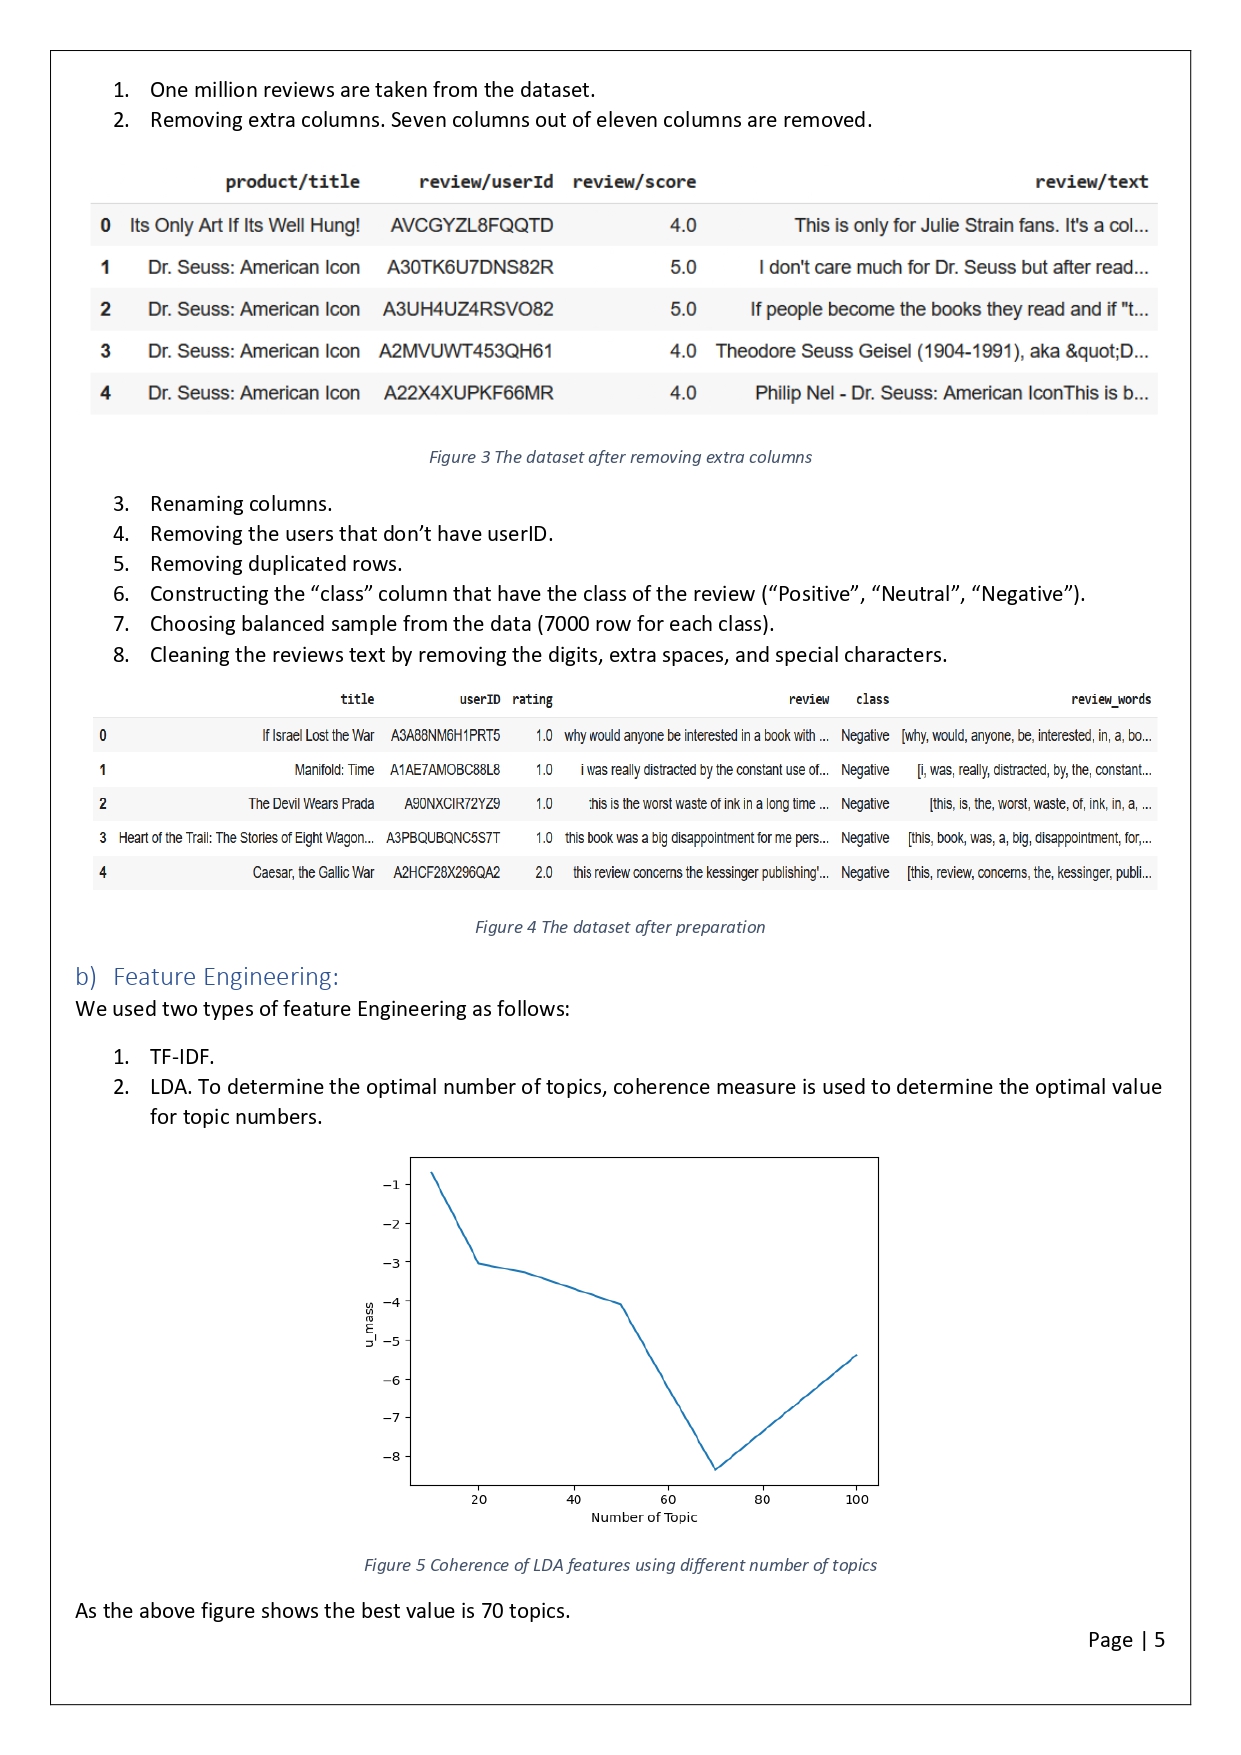 1. One million reviews are taken from the dataset.
2. Removing extra columns. Seven columns out of eleven columns are removed.
product/title review/userId review/score review/text
0 Its Only Art If Its Well Hung! AVCGYZL8FQQTD 4.0 This is only for Julie Strain fans. It's a col...
1 Dr. Seuss: American Icon A30TK6U7DNS82R 5.0 I don't care much for Dr. Seuss but after read...
2 Dr. Seuss: American Icon A3UH4UZ4RSVO82 5.0 If people become the books they read and if "t...
3 Dr. Seuss: American Icon A2MVUWT453QH61 4.0 Theodore Seuss Geisel (1904-1991), aka &quot;D...
4 Dr. Seuss: American Icon A22X4XUPKF66MR 4.0 Philip Nel - Dr. Seuss: American IconThis is b...
Figure 3 The dataset after removing extra columns
3. Renaming columns.
4. Removing the users that don’t have userID.
5. Removing duplicated rows.
6. Constructing the “class” column that have the class of the review (“Positive”, “Neutral”, “Negative”).
7. Choosing balanced sample from the data (7000 row for each class).
8. Cleaning the reviews text by removing the digits, extra spaces, and special characters.
title userID rating review class review_words
0 If Israel Lost the War A3A88NM6H1PRT5 1.0 why would anyone be interested in a book with ... Negative [why, would, anyone, be, interested, in, a, bo...
1 Manifold: Time A1AE7AMOBC88L8 1.0 i was really distracted by the constant use of... Negative [i, was, really, distracted, by, the, constant...
2 The Devil Wears Prada A90NXCIR72YZ9 1.0 this is the worst waste of ink in a long time ... Negative [this, is, the, worst, waste, of, ink, in, a, ...
3 Heart of the Trail: The Stories of Eight Wagon... A3PBQUBQNC5S7T 1.0 this book was a big disappointment for me pers... Negative [this, book, was, a, big, disappointment, for,...
4 Caesar, the Gallic War A2HCF28X296QA2 2.0 this review concerns the kessinger publishing'... Negative [this, review, concerns, the, kessinger, publi...
Figure 4 The dataset after preparation
b) Feature Engineering:
We used two types of feature Engineering as follows:
1. TF-IDF.
2. LDA. To determine the optimal number of topics, coherence measure is used to determine the optimal value
for topic numbers.
−1
−2
−3
−4
−5
−6
−7
−8
u_mass
20 40 60 80 100
Number of Topic
Figure 5 Coherence of LDA features using different number of topics
As the above figure shows the best value is 70 topics.
Page | 5